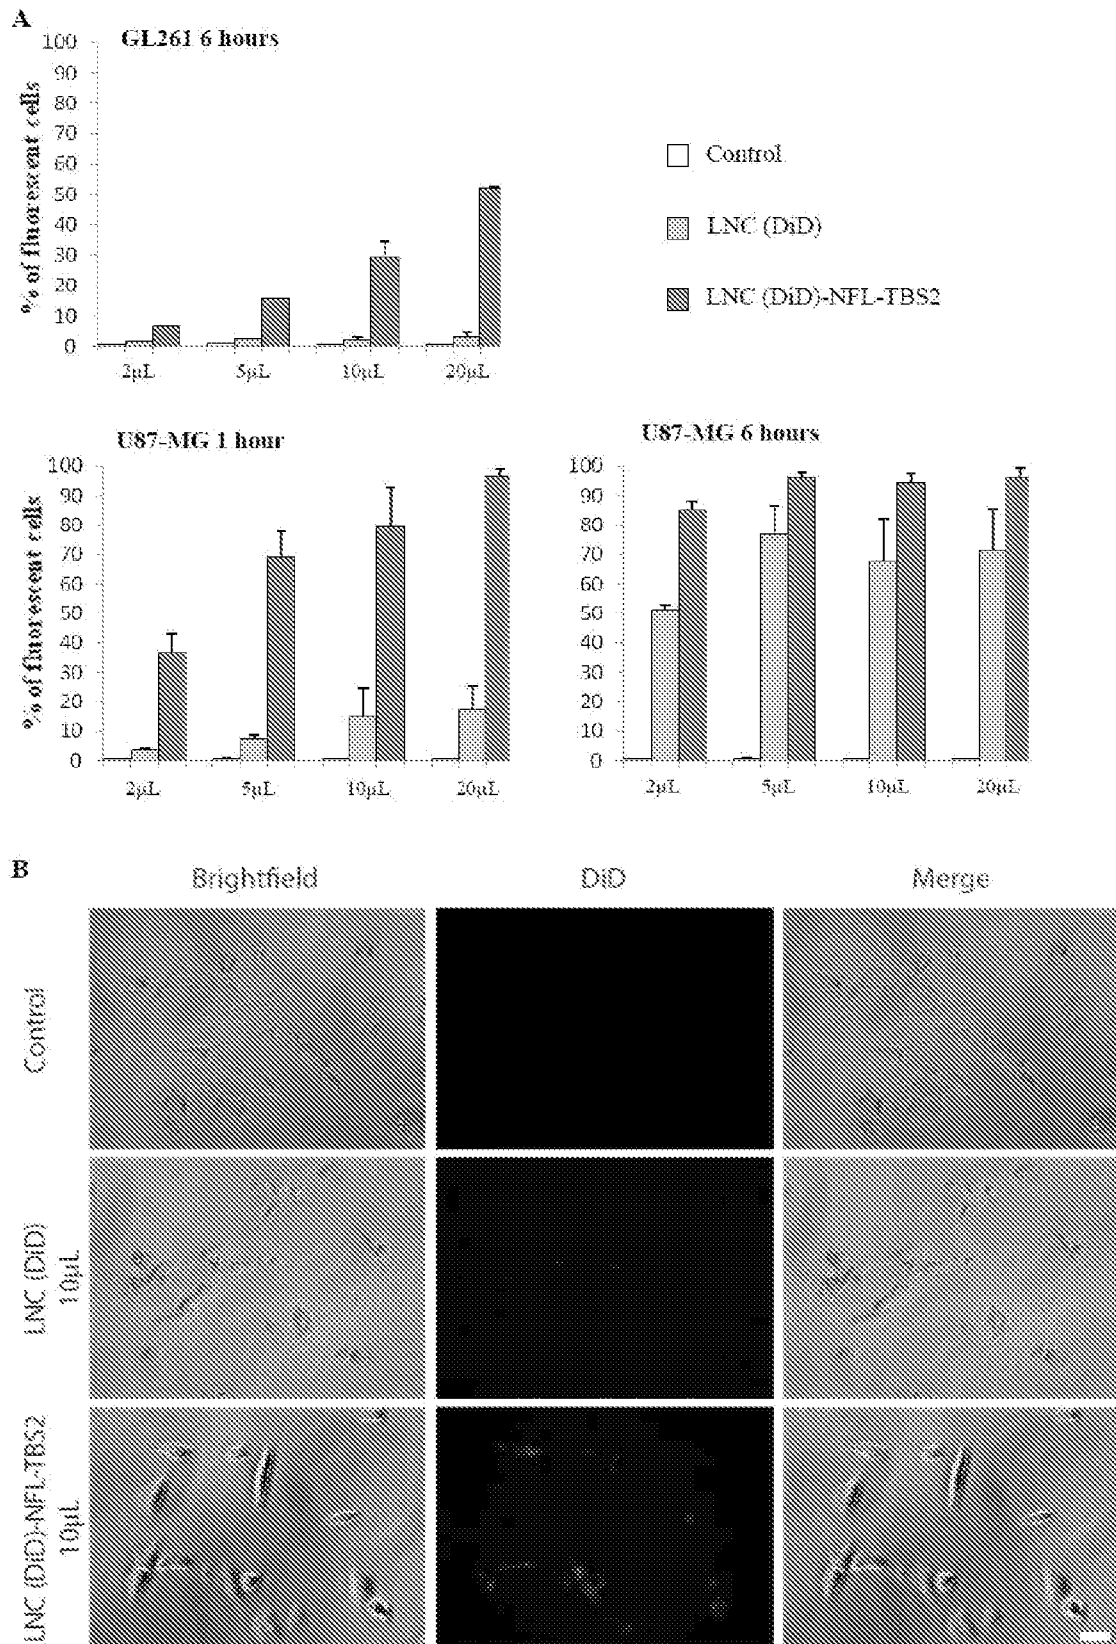 A
GL261 6 hours
% of fluorescent cells
100
90
80
70
60
50
40
30
20
10
0
2µL 5µL 10µL 20µL
Control
LNC (DiD)
LNC (DiD)-NFL-TBS2
U87-MG 1 hour
% of fluorescent cells
100
90
80
70
60
50
40
30
20
10
0
2µL 5µL 10µL 20µL
U87-MG 6 hours
100
90
80
70
60
50
40
30
20
10
0
2µL 5µL 10µL 20µL
B
Brightfield DiD Merge
Control
LNC (DiD)
10µL
LNC (DiD)-NFL-TBS2
10µL